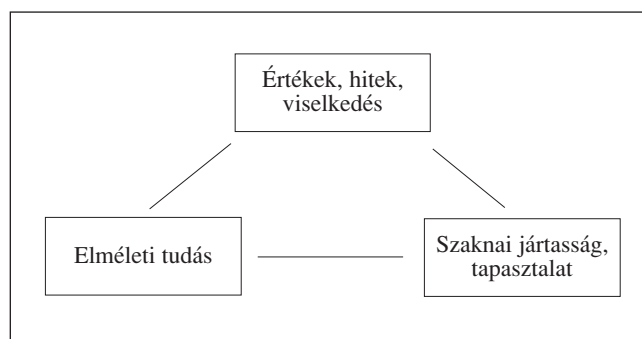 Értékek, hitek,
viselkedés
Elméleti tudás
Szaknai jártasság,
tapasztalat